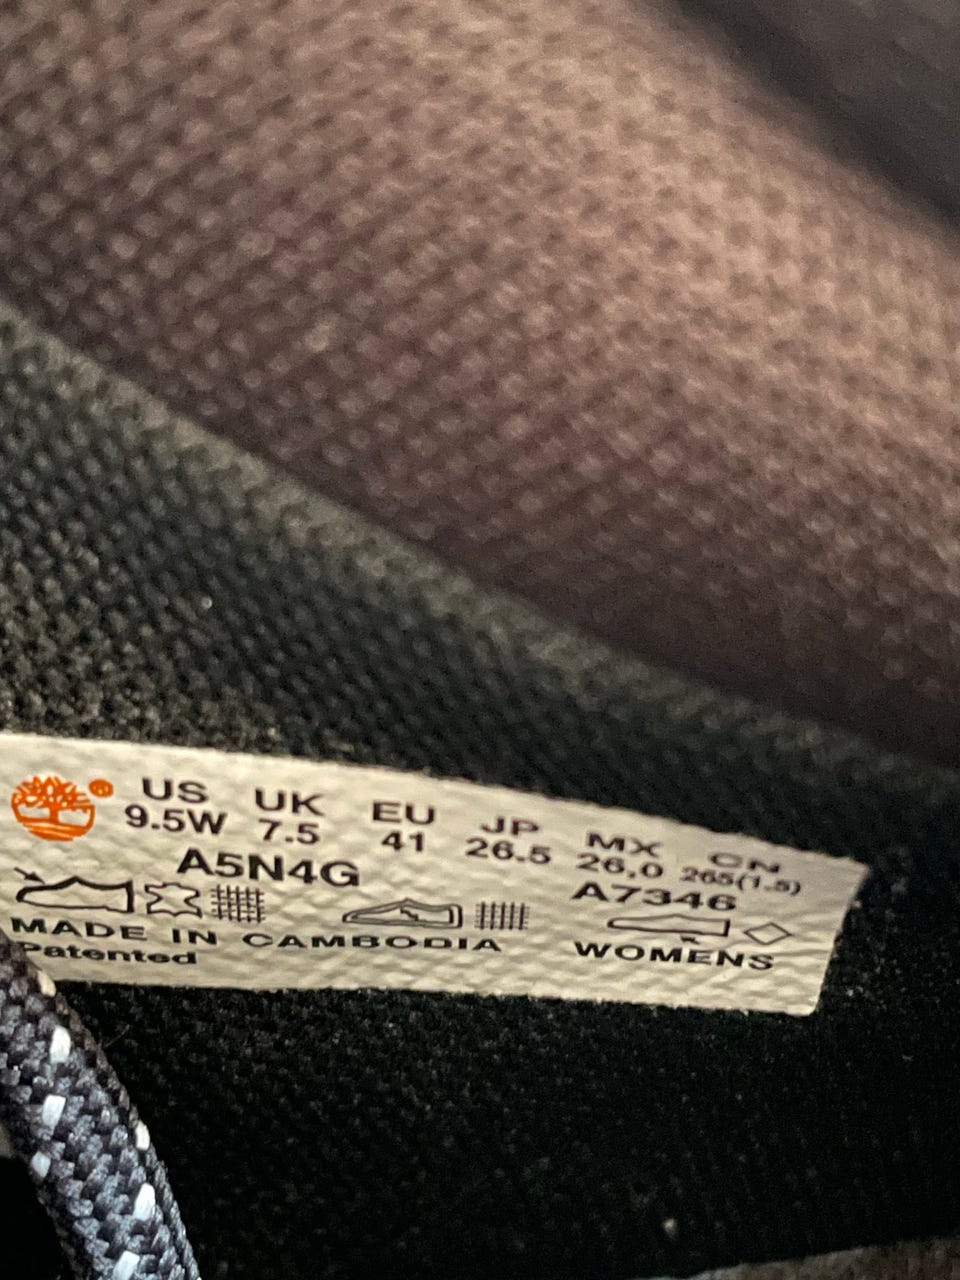 ® US UK EU JP MX CN
9.5W 7.5 41 26.5 26,0 265(1.5)
A5N4G A7346
MADE IN CAMBODIA WOMENS
Patented